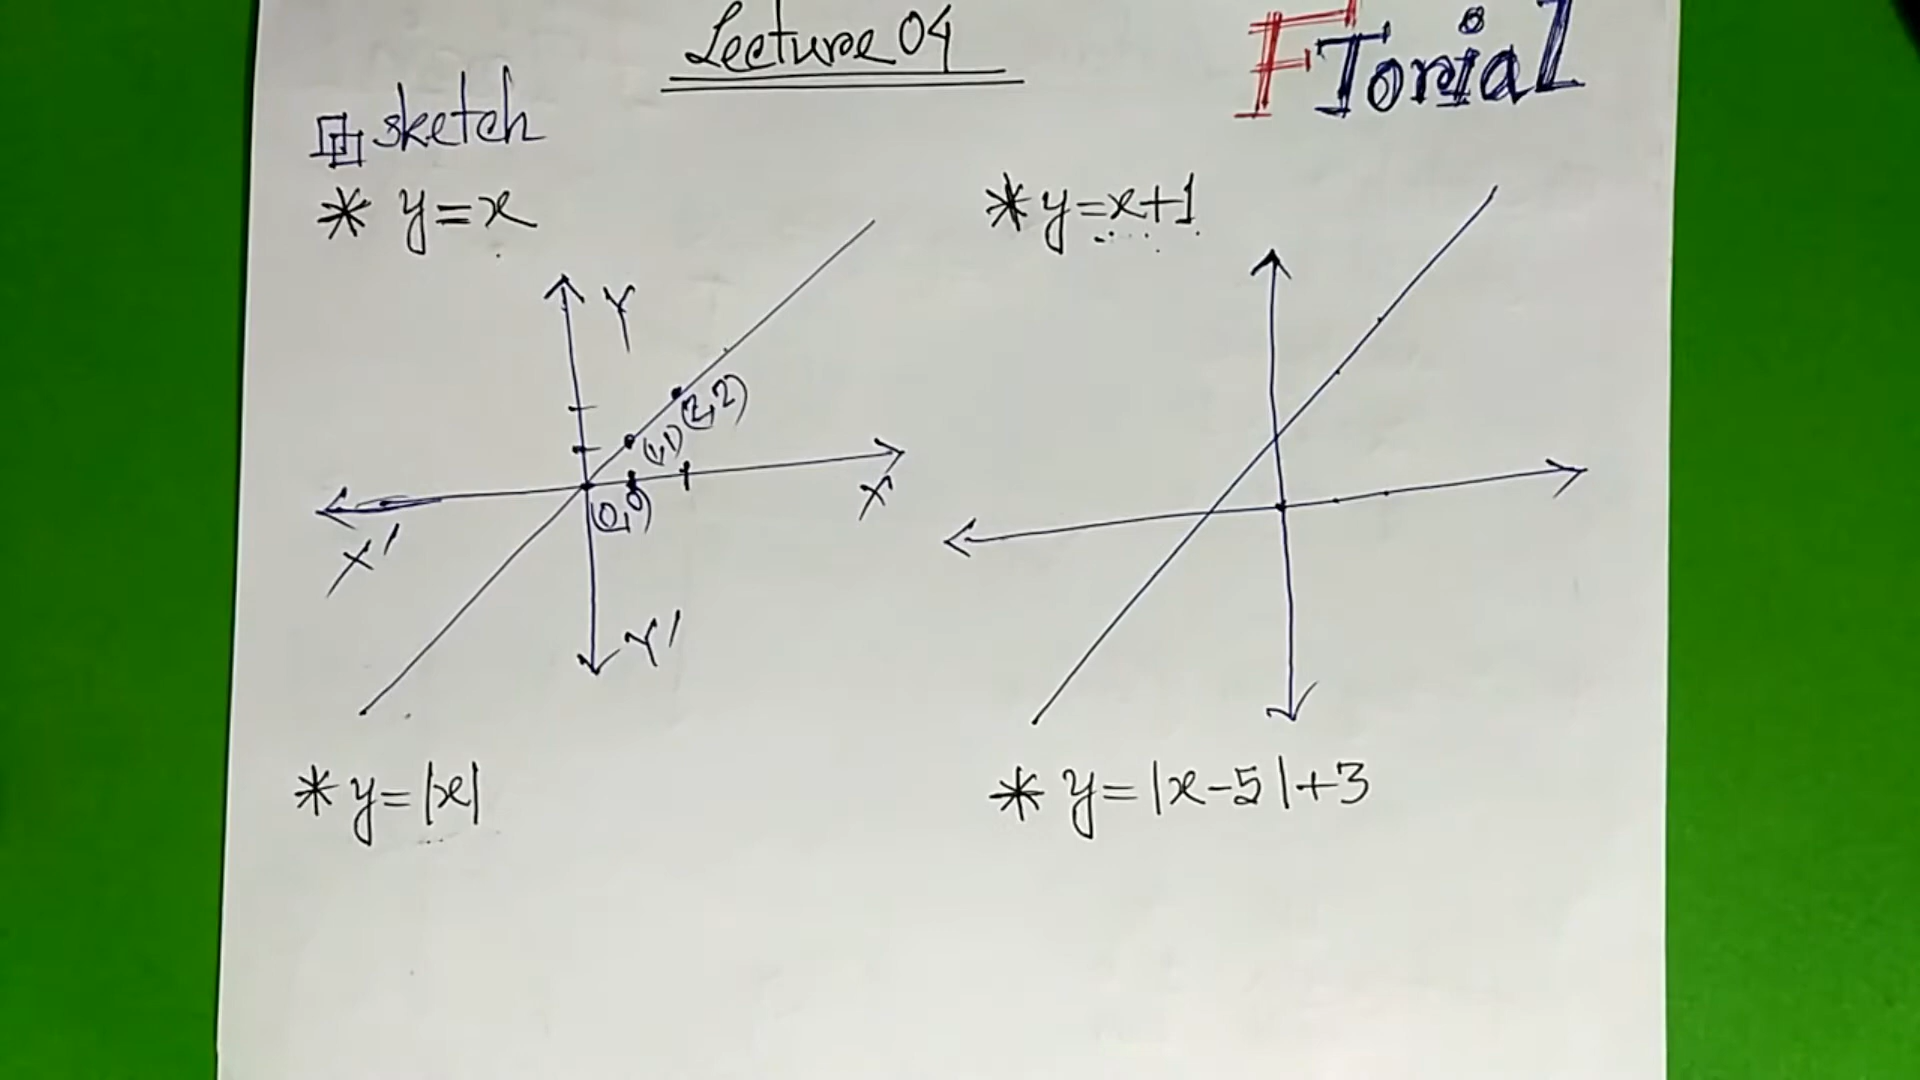 Lecture 04
FTorial
sketch
* y=x
* y=x+1
Y
(2,2)
(1,1)
(0,0)
X
X'
Y'
* y=|x|
* y=|x-5|+3